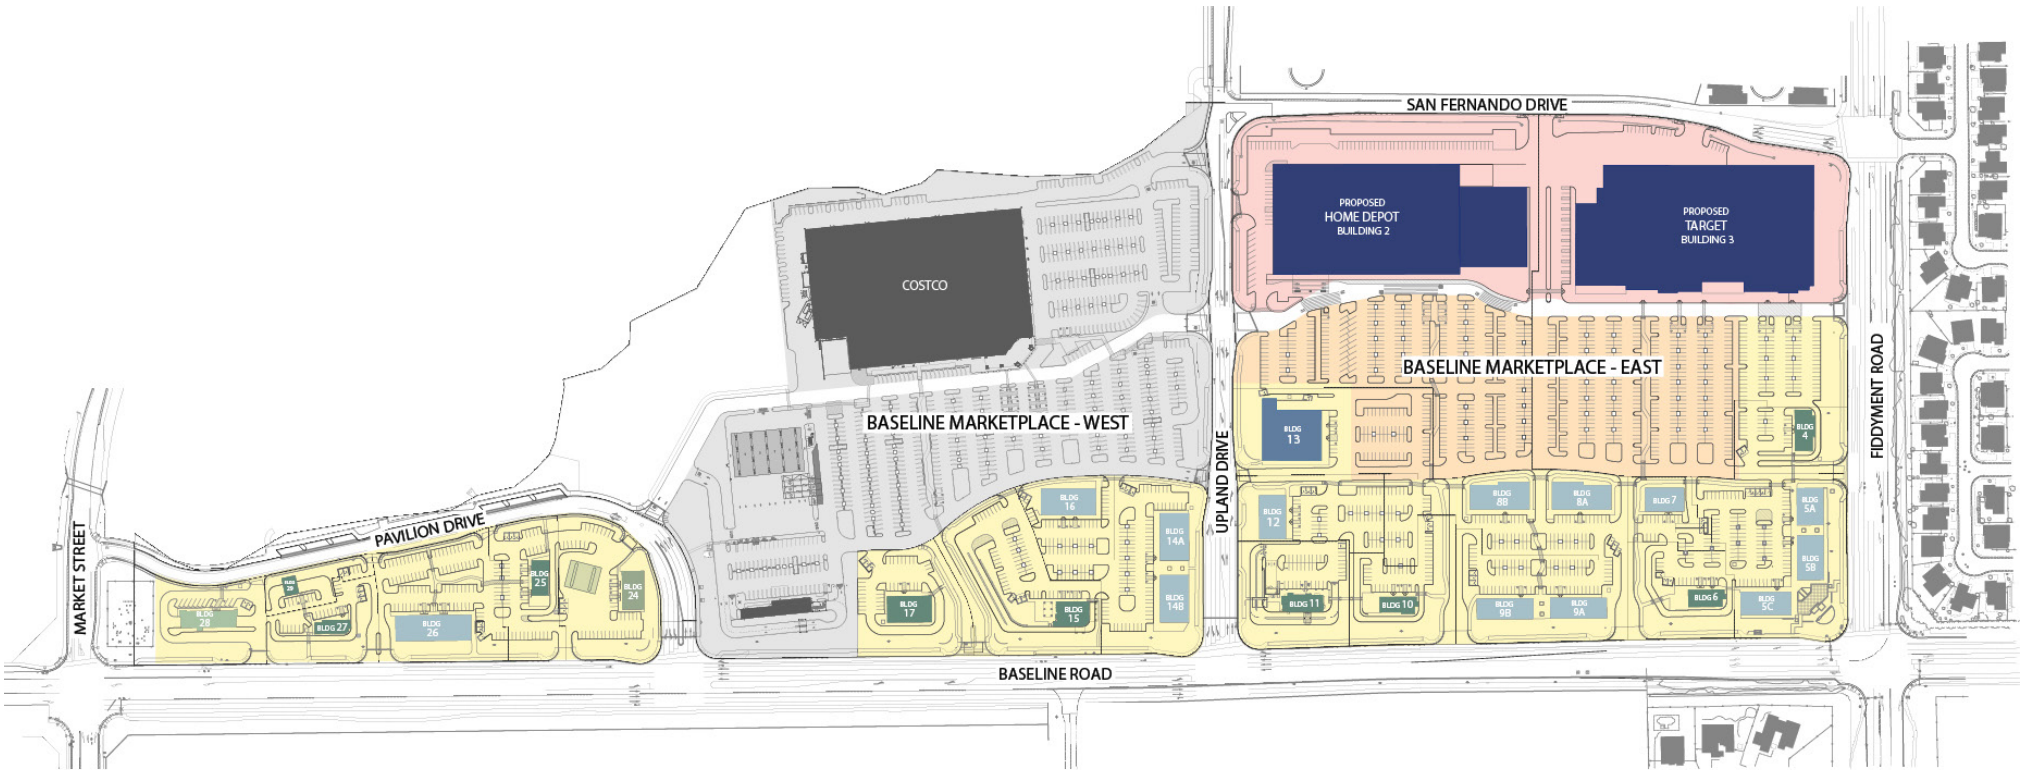 SAN FERNANDO DRIVE
PROPOSED
HOME DEPOT
BUILDING 2
PROPOSED
TARGET
BUILDING 3
COSTCO
BASELINE MARKETPLACE - EAST
BASELINE MARKETPLACE - WEST
FIDDYMENT ROAD
UPLAND DRIVE
BLDG
13
BLDG
4
PAVILION DRIVE
MARKET STREET
BLDG
16
BLDG
14A
BLDG
12
BLDG
8B
BLDG
8A
BLDG 7
BLDG
5A
BLDG
5B
BLDG
25
BLDG
24
BLDG
29
BLDG
28
BLDG 27
BLDG
26
BLDG
17
BLDG
15
BLDG
14B
BLDG 11
BLDG 10
BLDG
9B
BLDG
9A
BLDG 6
BLDG
5C
BASELINE ROAD